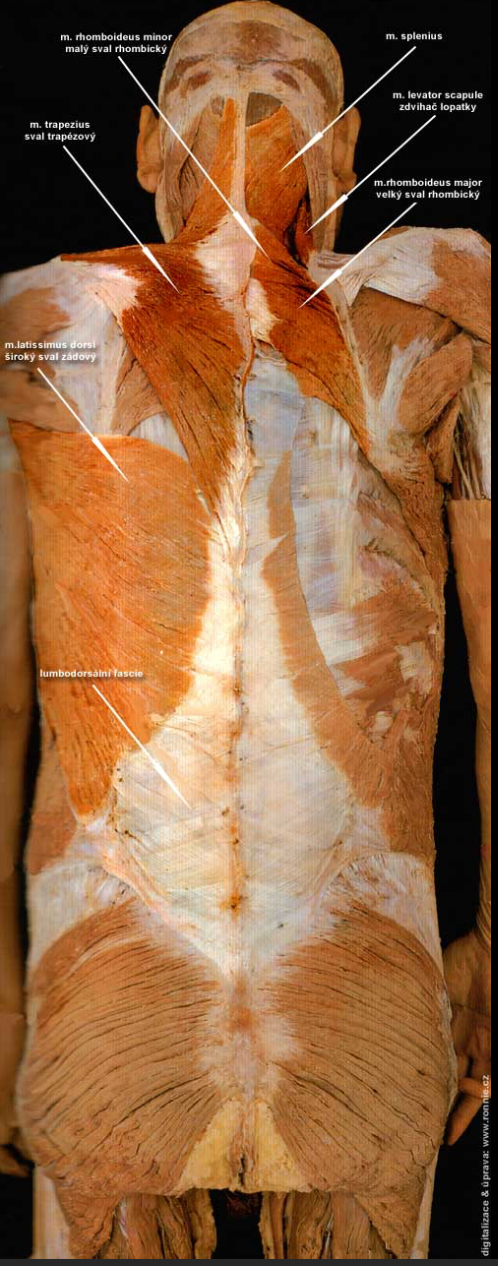 m. rhomboideus minor
malý sval rhombický
m. splenius
m. levator scapule
zdvihač lopatky
m. trapezius
sval trapézový
m.rhomboideus major
velký sval rhombický
m.latissimus dorsi
široký sval zádový
lumbodorsální fascie
digitalizace & úprava: www.ronnie.cz